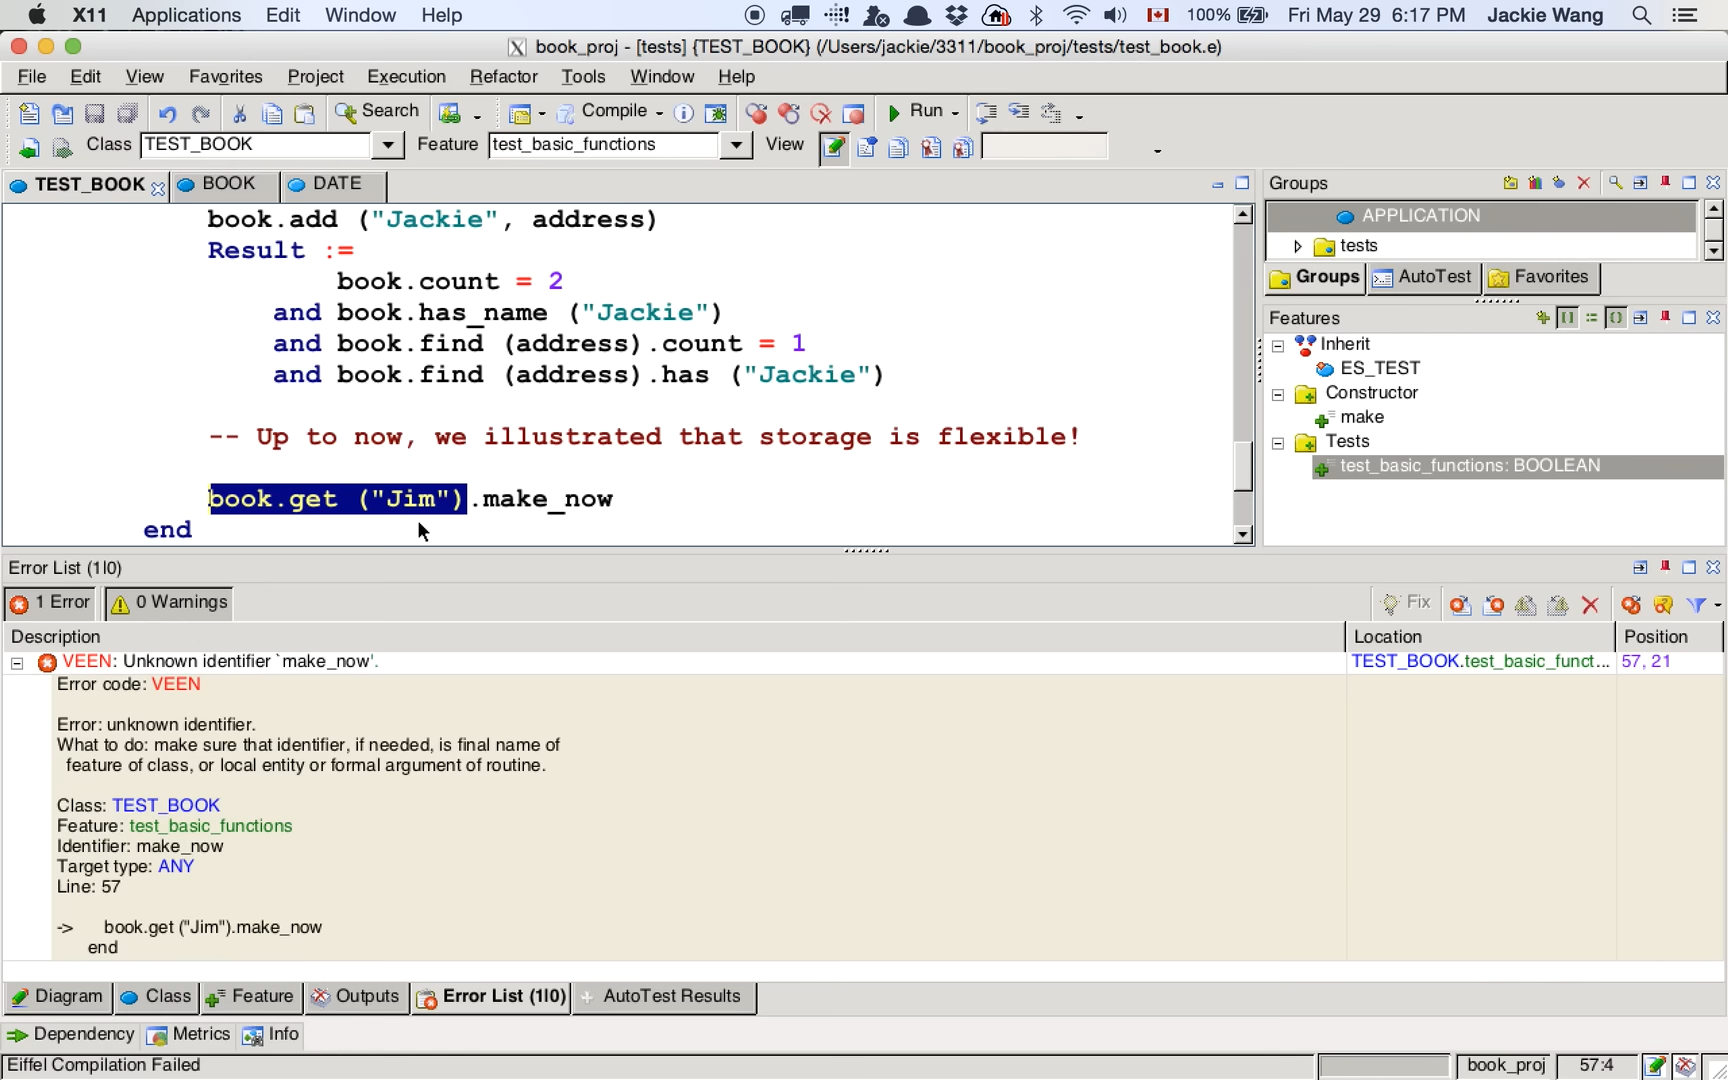 X11 Applications Edit Window Help 100% Fri May 29 6:17 PM Jackie Wang
book_proj - [tests] {TEST_BOOK} (/Users/jackie/3311/book_proj/tests/test_book.e)
File Edit View Favorites Project Execution Refactor Tools Window Help
Search Compile Run
Class TEST_BOOK Feature test_basic_functions View
TEST_BOOK BOOK DATE
book.add ("Jackie", address)
Result :=
book.count = 2
and book.has_name ("Jackie")
and book.find (address).count = 1
and book.find (address).has ("Jackie")
-- Up to now, we illustrated that storage is flexible!
book.get ("Jim").make_now
end
Groups
APPLICATION
tests
Groups AutoTest Favorites
Features
Inherit
ES_TEST
Constructor
make
Tests
test_basic_functions: BOOLEAN
Error List (1|0)
1 Error 0 Warnings Fix
Description Location Position
VEEN: Unknown identifier `make_now'. TEST_BOOK.test_basic_funct... 57, 21
Error code: VEEN
Error: unknown identifier.
What to do: make sure that identifier, if needed, is final name of
feature of class, or local entity or formal argument of routine.
Class: TEST_BOOK
Feature: test_basic_functions
Identifier: make_now
Target type: ANY
Line: 57
-> book.get ("Jim").make_now
end
Diagram Class Feature Outputs Error List (1|0) AutoTest Results
Dependency Metrics Info
Eiffel Compilation Failed book_proj 57:4